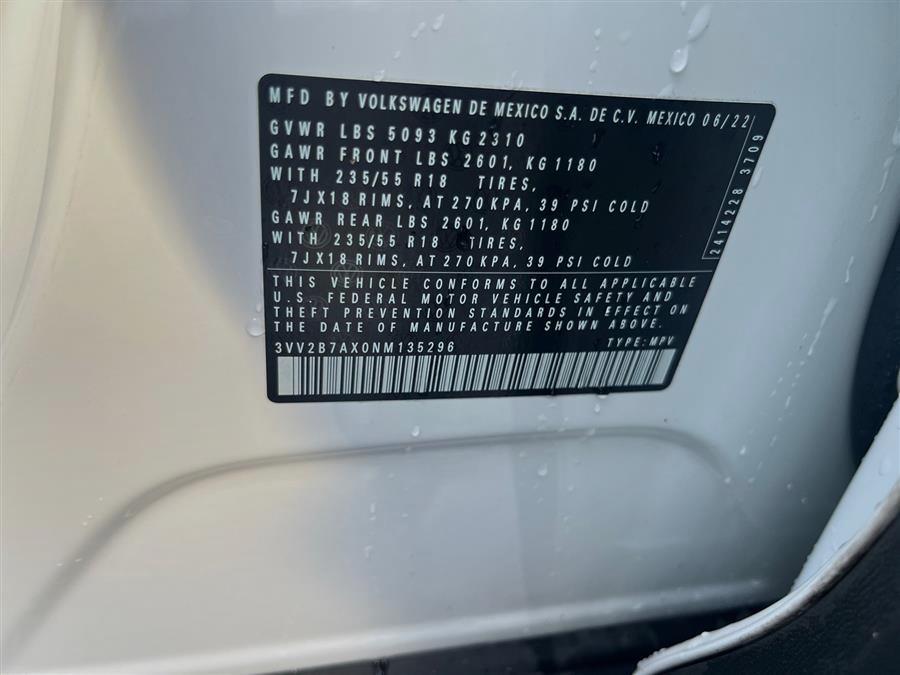 MFD BY VOLKSWAGEN DE MEXICO S.A. DE C.V. MEXICO 06/22
GVWR LBS 5093 KG 2310
GAWR FRONT LBS 2601, KG 1180
WITH 235/55 R18 TIRES,
7JX18 RIMS, AT 270 KPA, 39 PSI COLD
GAWR REAR LBS 2601, KG 1180
WITH 235/55 R18 TIRES,
7JX18 RIMS, AT 270 KPA, 39 PSI COLD
2414228 3709
THIS VEHICLE CONFORMS TO ALL APPLICABLE
U.S. FEDERAL MOTOR VEHICLE SAFETY AND
THEFT PREVENTION STANDARDS IN EFFECT ON
THE DATE OF MANUFACTURE SHOWN ABOVE.
3VV2B7AX0NM135296 TYPE: MPV